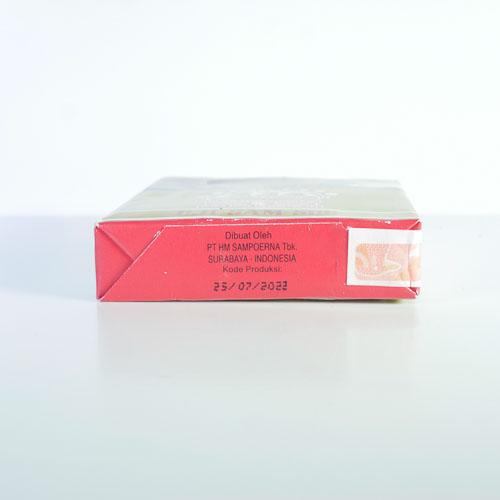 Dibuat Oleh
PT HM SAMPOERNA Tbk.
SURABAYA - INDONESIA
Kode Produksi:
25/07/2022